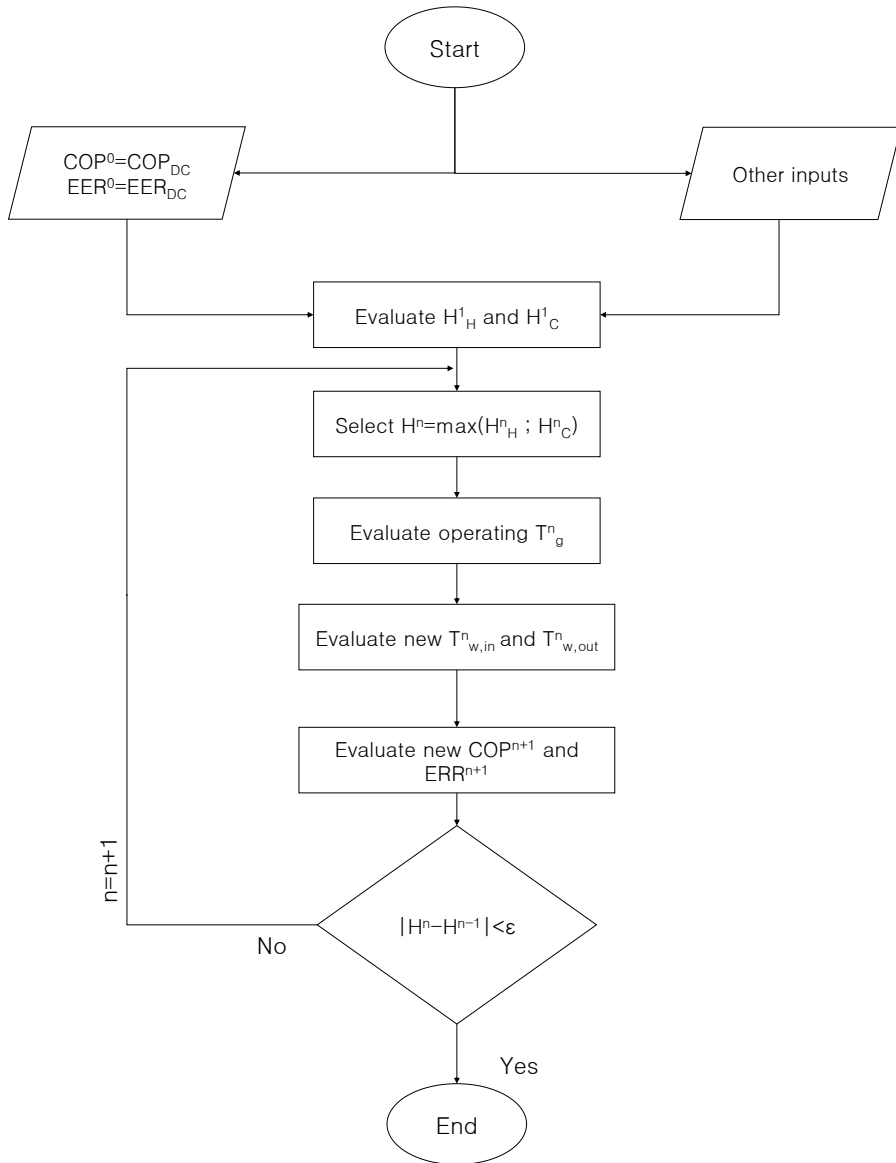 Start
COP⁰=COP_DC
EER⁰=EER_DC
Other inputs
Evaluate H¹_H and H¹_C
Select Hⁿ=max(Hⁿ_H ; Hⁿ_C)
Evaluate operating Tⁿ_g
Evaluate new Tⁿ_w,in and Tⁿ_w,out
Evaluate new COPⁿ⁺¹ and
ERRⁿ⁺¹
n=n+1
|Hⁿ-Hⁿ⁻¹|<ε
No
Yes
End